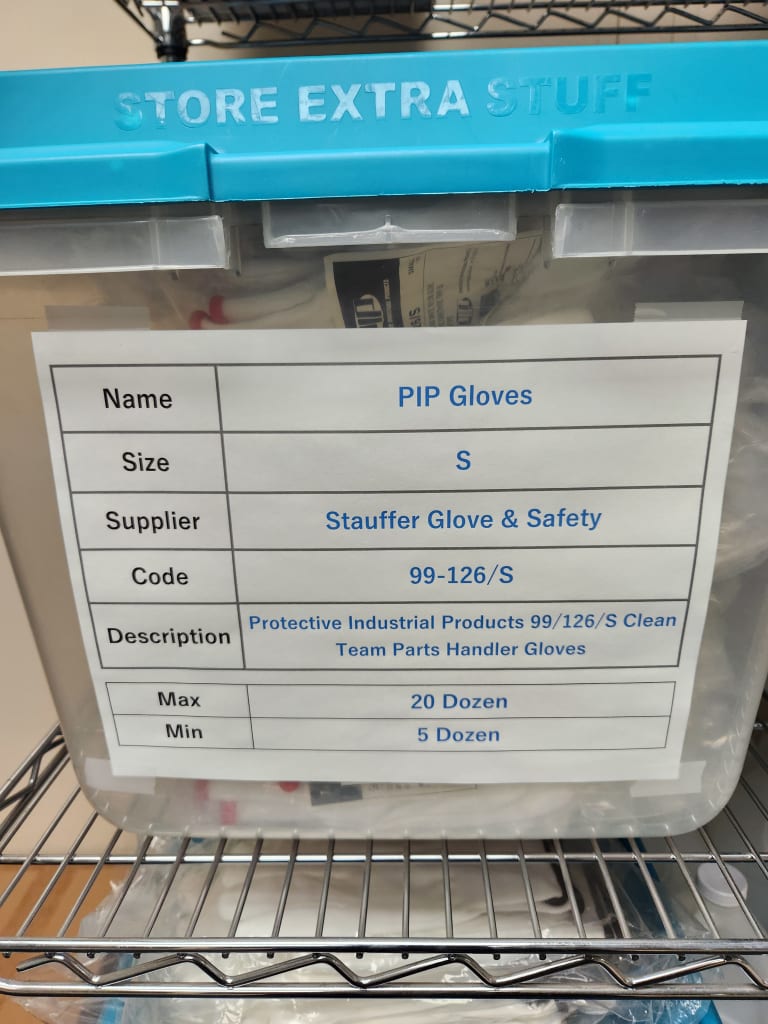 STORE EXTRA STUFF
Name PIP Gloves
Size S
Supplier Stauffer Glove & Safety
Code 99-126/S
Description Protective Industrial Products 99/126/S Clean
Team Parts Handler Gloves
Max 20 Dozen
Min 5 Dozen